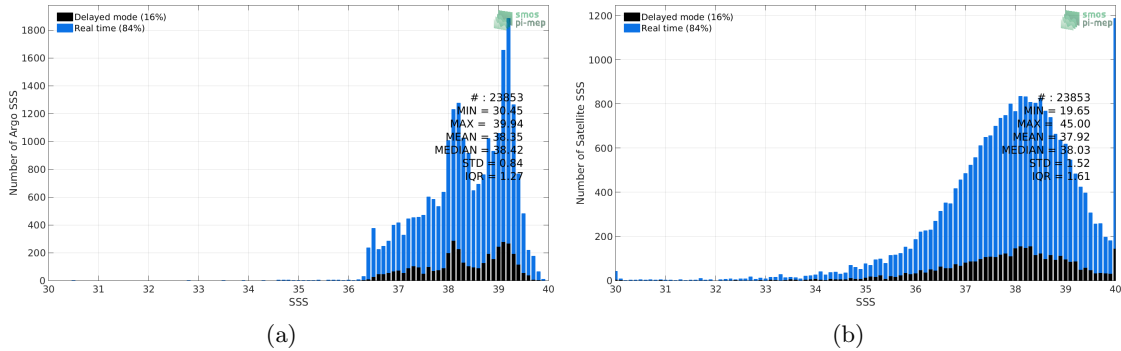 Delayed mode (16%)
Real time (84%)
smos
pi-mep
Number of Argo SSS
1800
1600
1400
1200
1000
800
600
400
200
0
# : 23853
MIN = 30.45
MAX = 39.94
MEAN = 38.35
MEDIAN = 38.42
STD = 0.84
IQR = 1.27
30 31 32 33 34 35 36 37 38 39 40
SSS
(a)
Delayed mode (16%)
Real time (84%)
smos
pi-mep
Number of Satellite SSS
1200
1000
800
600
400
200
0
# : 23853
MIN = 19.65
MAX = 45.00
MEAN = 37.92
MEDIAN = 38.03
STD = 1.52
IQR = 1.61
30 31 32 33 34 35 36 37 38 39 40
SSS
(b)